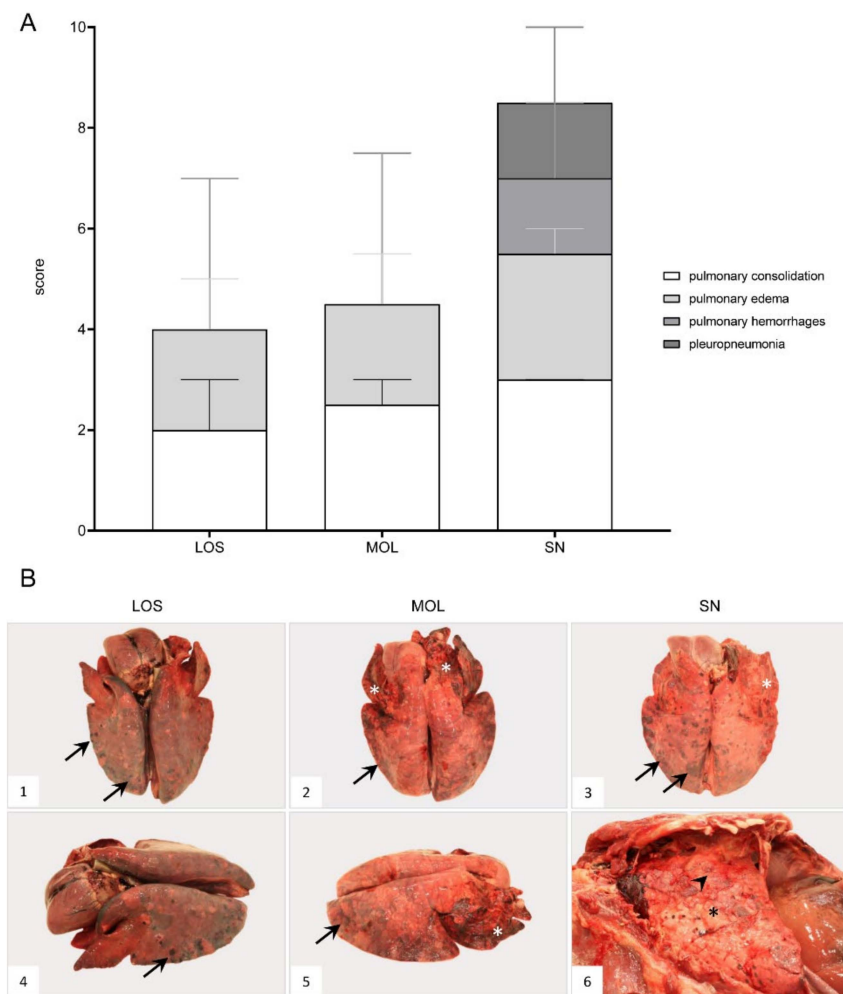 A
10
8
6
4
2
0
score
LOS
MOL
SN
pulmonary consolidation
pulmonary edema
pulmonary hemorrhages
pleuropneumonia
B
LOS
MOL
SN
1
*
*
2
*
3
4
*
5
*
6